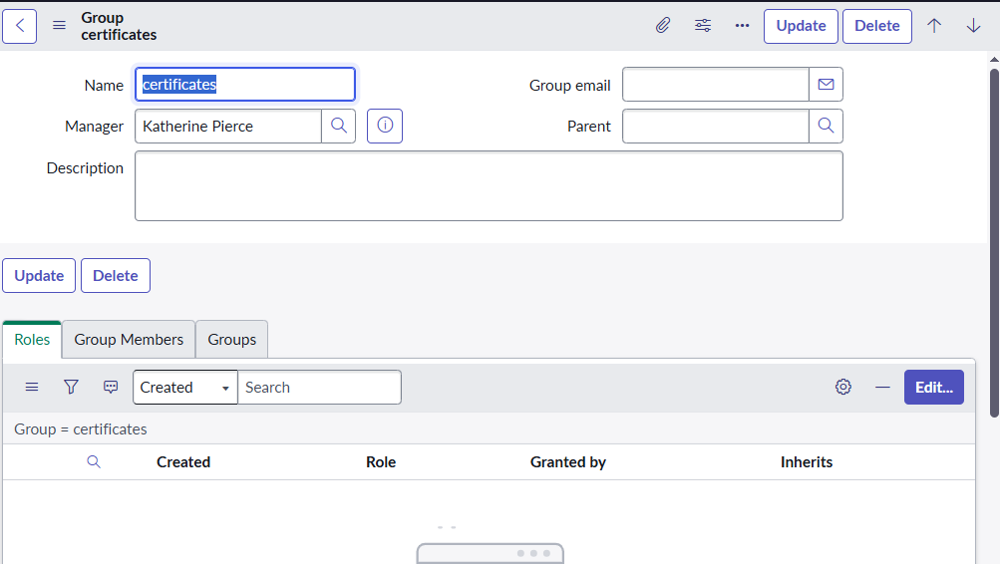 Group
certificates
Update
Delete
Name
certificates
Group email
Manager
Katherine Pierce
Parent
Description
Update
Delete
Roles
Group Members
Groups
Created
Search
Edit...
Group = certificates
Created
Role
Granted by
Inherits